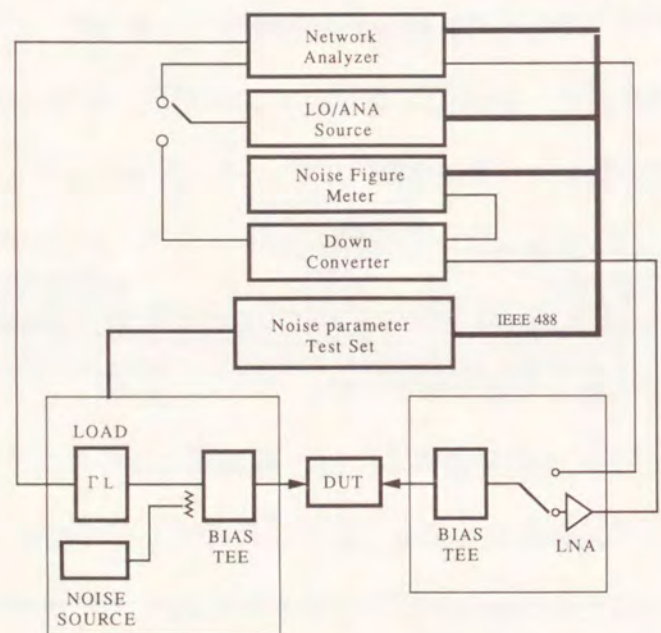 Network
Analyzer
LO/ANA
Source
Noise Figure
Meter
Down
Converter
Noise parameter
Test Set
IEEE 488
LOAD
ΓL
BIAS
TEE
NOISE
SOURCE
DUT
BIAS
TEE
LNA